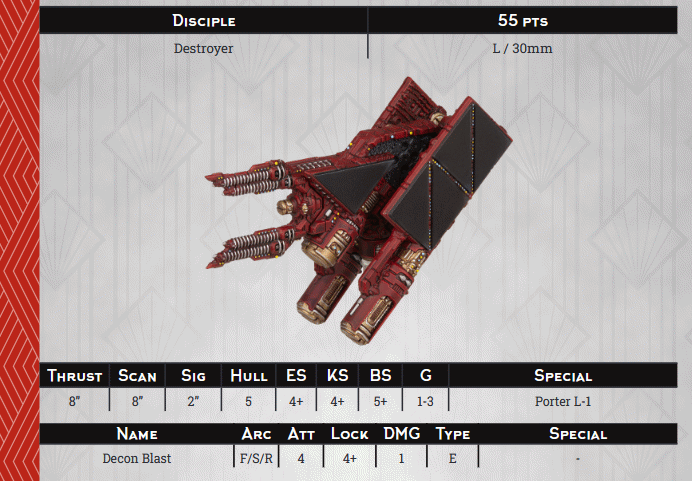 Disciple 55 pts
Destroyer L / 30mm
Thrust Scan Sig Hull ES KS BS G Special
8" 8" 2" 5 4+ 4+ 5+ 1-3 Porter L-1
Name Arc Att Lock DMG Type Special
Decon Blast F/S/R 4 4+ 1 E -